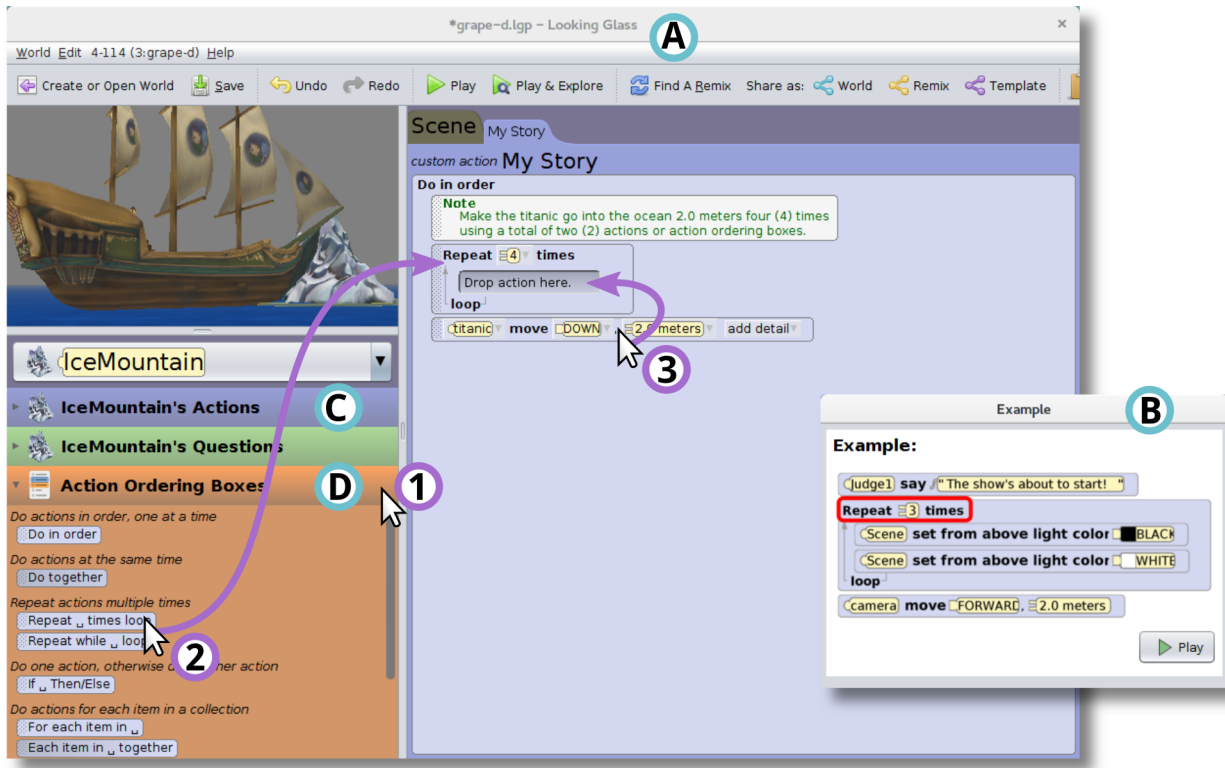 *grape-d.lgp – Looking Glass
A
×
World Edit 4-114 (3:grape-d) Help
Create or Open World Save Undo Redo Play Play & Explore Find A Remix Share as: World Remix Template
Scene My Story
custom action My Story
Do in order
Note
Make the titanic go into the ocean 2.0 meters four (4) times
using a total of two (2) actions or action ordering boxes.
Repeat 4 times
Drop action here.
loop
titanic move DOWN , 2.0 meters add detail
3
IceMountain
IceMountain's Actions
C
IceMountain's Questions
Action Ordering Boxes
D
1
Do actions in order, one at a time
Do in order
Do actions at the same time
Do together
Repeat actions multiple times
Repeat ␣ times loop
Repeat while ␣ loop
2
Do one action, otherwise do another action
If ␣ Then/Else
Do actions for each item in a collection
For each item in ␣
Each item in ␣ together
Example
B
Example:
judge1 say "The show's about to start! "
Repeat 3 times
Scene set from above light color BLACK
Scene set from above light color WHITE
loop
camera move FORWARD, 2.0 meters
Play